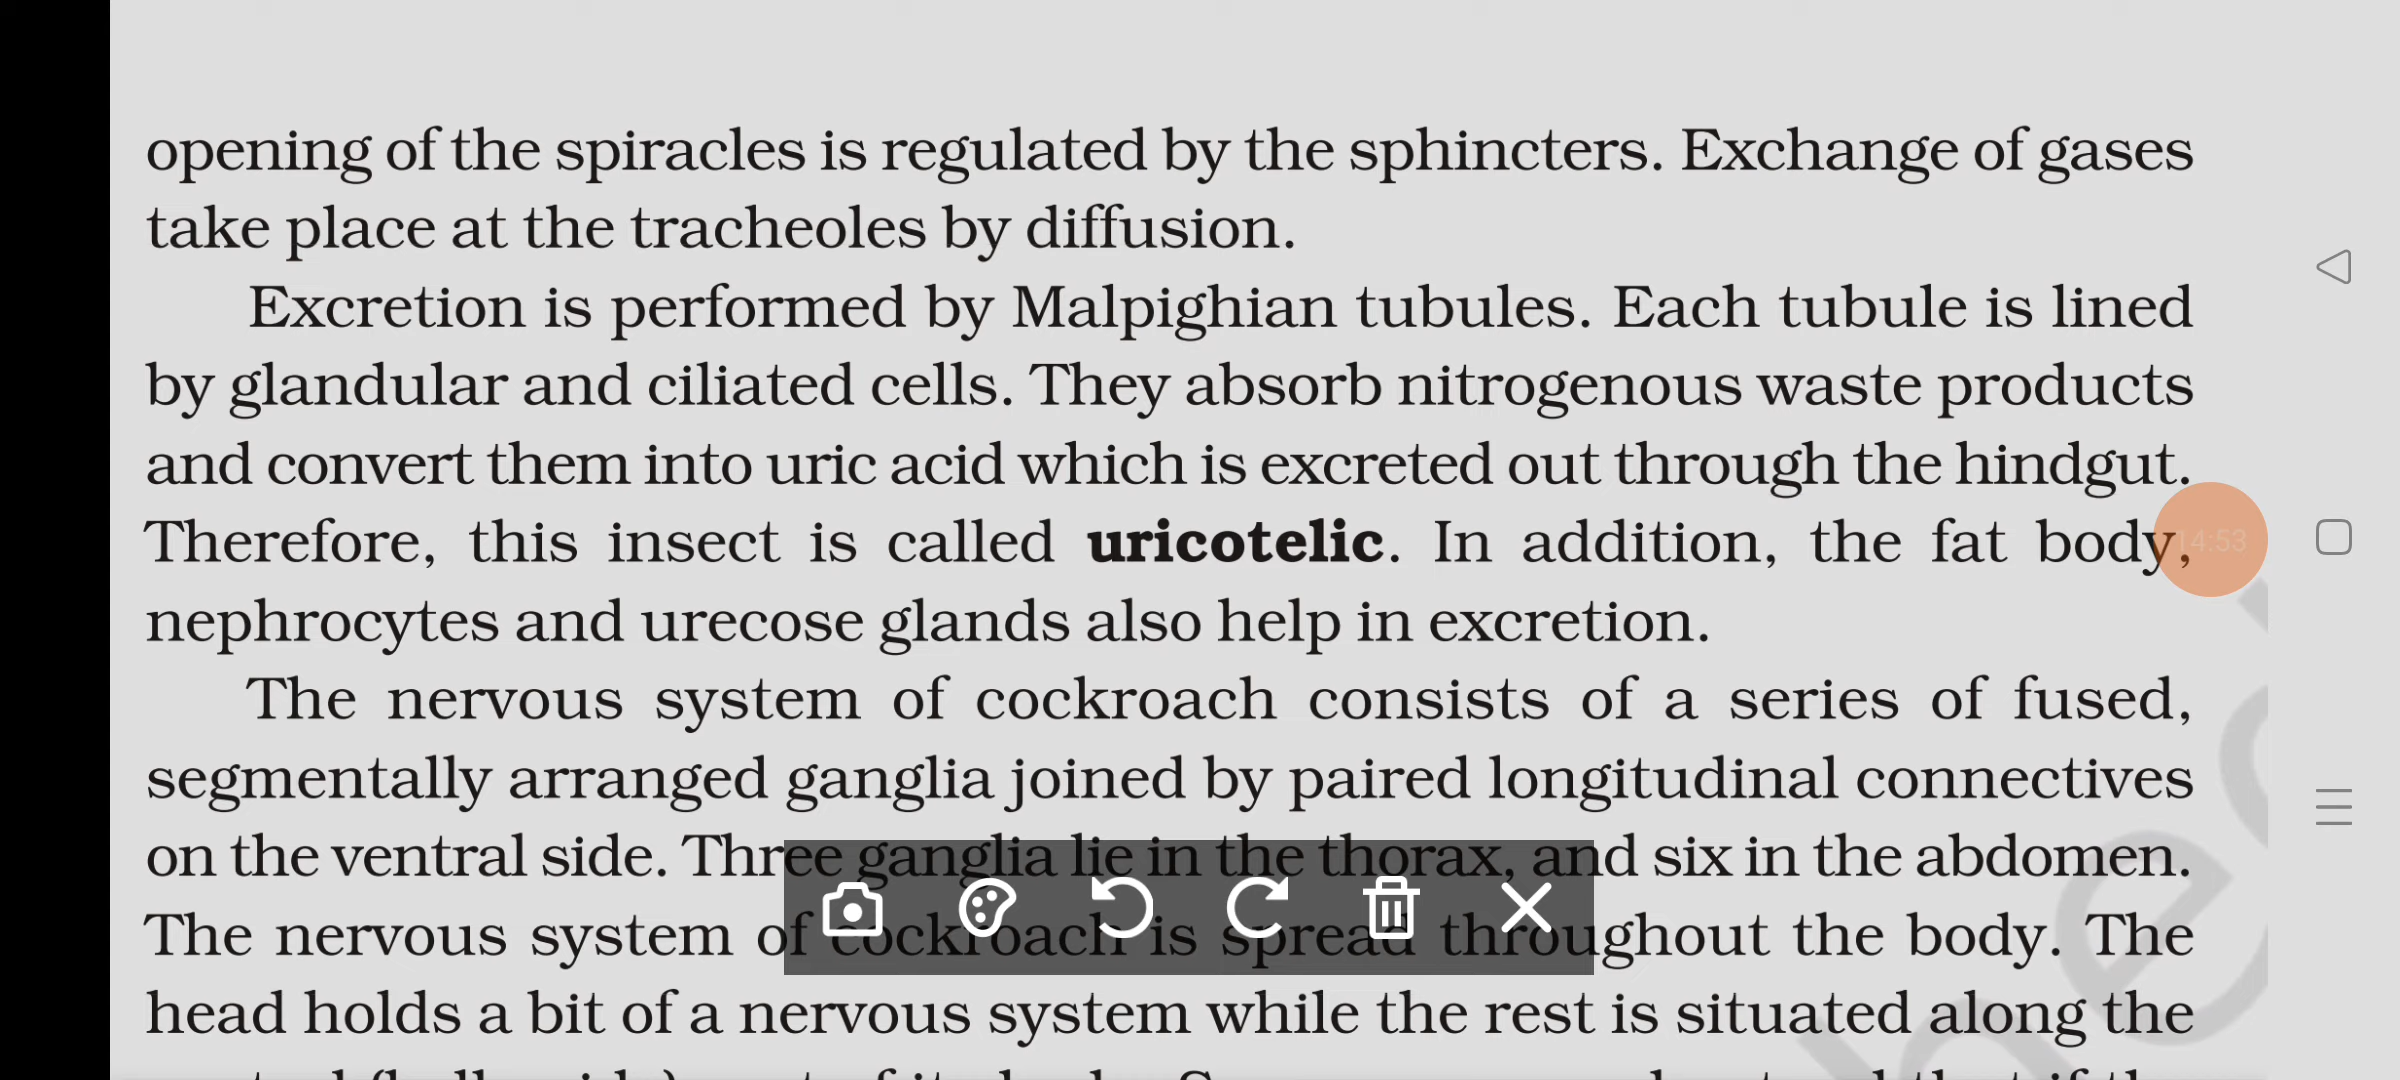 opening of the spiracles is regulated by the sphincters. Exchange of gases
take place at the tracheoles by diffusion.
Excretion is performed by Malpighian tubules. Each tubule is lined
by glandular and ciliated cells. They absorb nitrogenous waste products
and convert them into uric acid which is excreted out through the hindgut.
Therefore, this insect is called uricotelic. In addition, the fat body,
14:53
nephrocytes and urecose glands also help in excretion.
The nervous system of cockroach consists of a series of fused,
segmentally arranged ganglia joined by paired longitudinal connectives
on the ventral side. Three ganglia lie in the thorax, and six in the abdomen.
The nervous system of cockroach is spread throughout the body. The
head holds a bit of a nervous system while the rest is situated along the